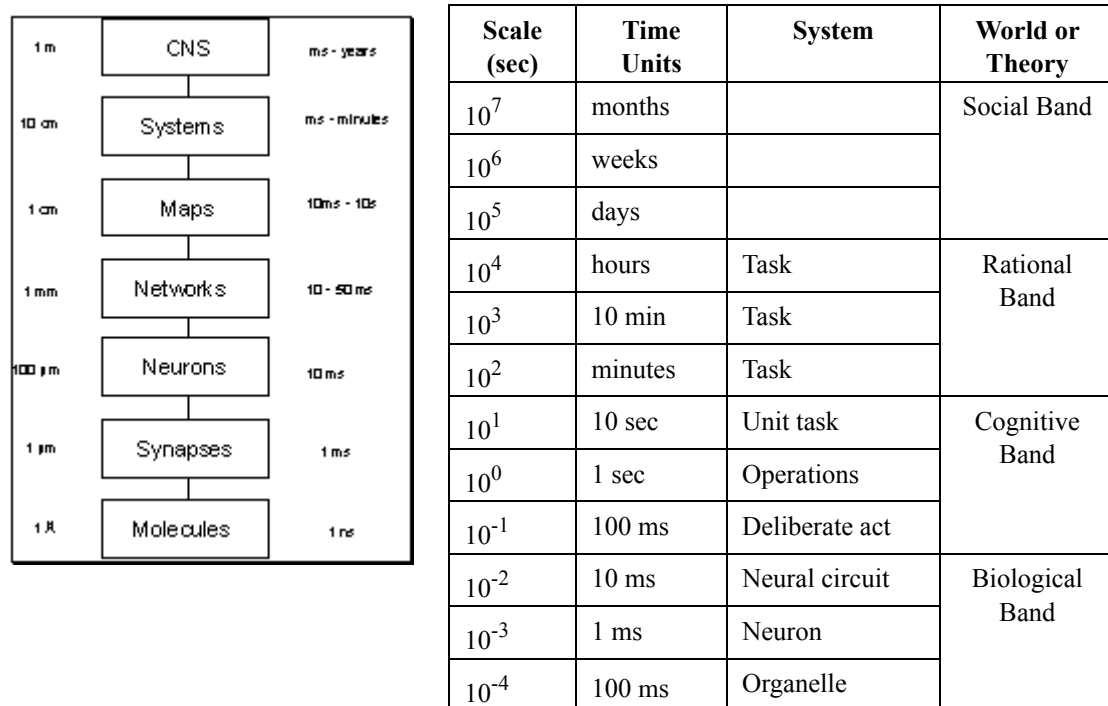 1 m CNS ms - years
10 cm Systems ms - minutes
1 cm Maps 10ms - 10s
1 mm Networks 10 - 50 ms
100 µm Neurons 10 ms
1 µm Synapses 1 ms
1 Å Molecules 1 ns
Scale (sec) Time Units System World or Theory
10^7 months Social Band
10^6 weeks
10^5 days
10^4 hours Task Rational Band
10^3 10 min Task
10^2 minutes Task
10^1 10 sec Unit task Cognitive Band
10^0 1 sec Operations
10^-1 100 ms Deliberate act
10^-2 10 ms Neural circuit Biological Band
10^-3 1 ms Neuron
10^-4 100 ms Organelle